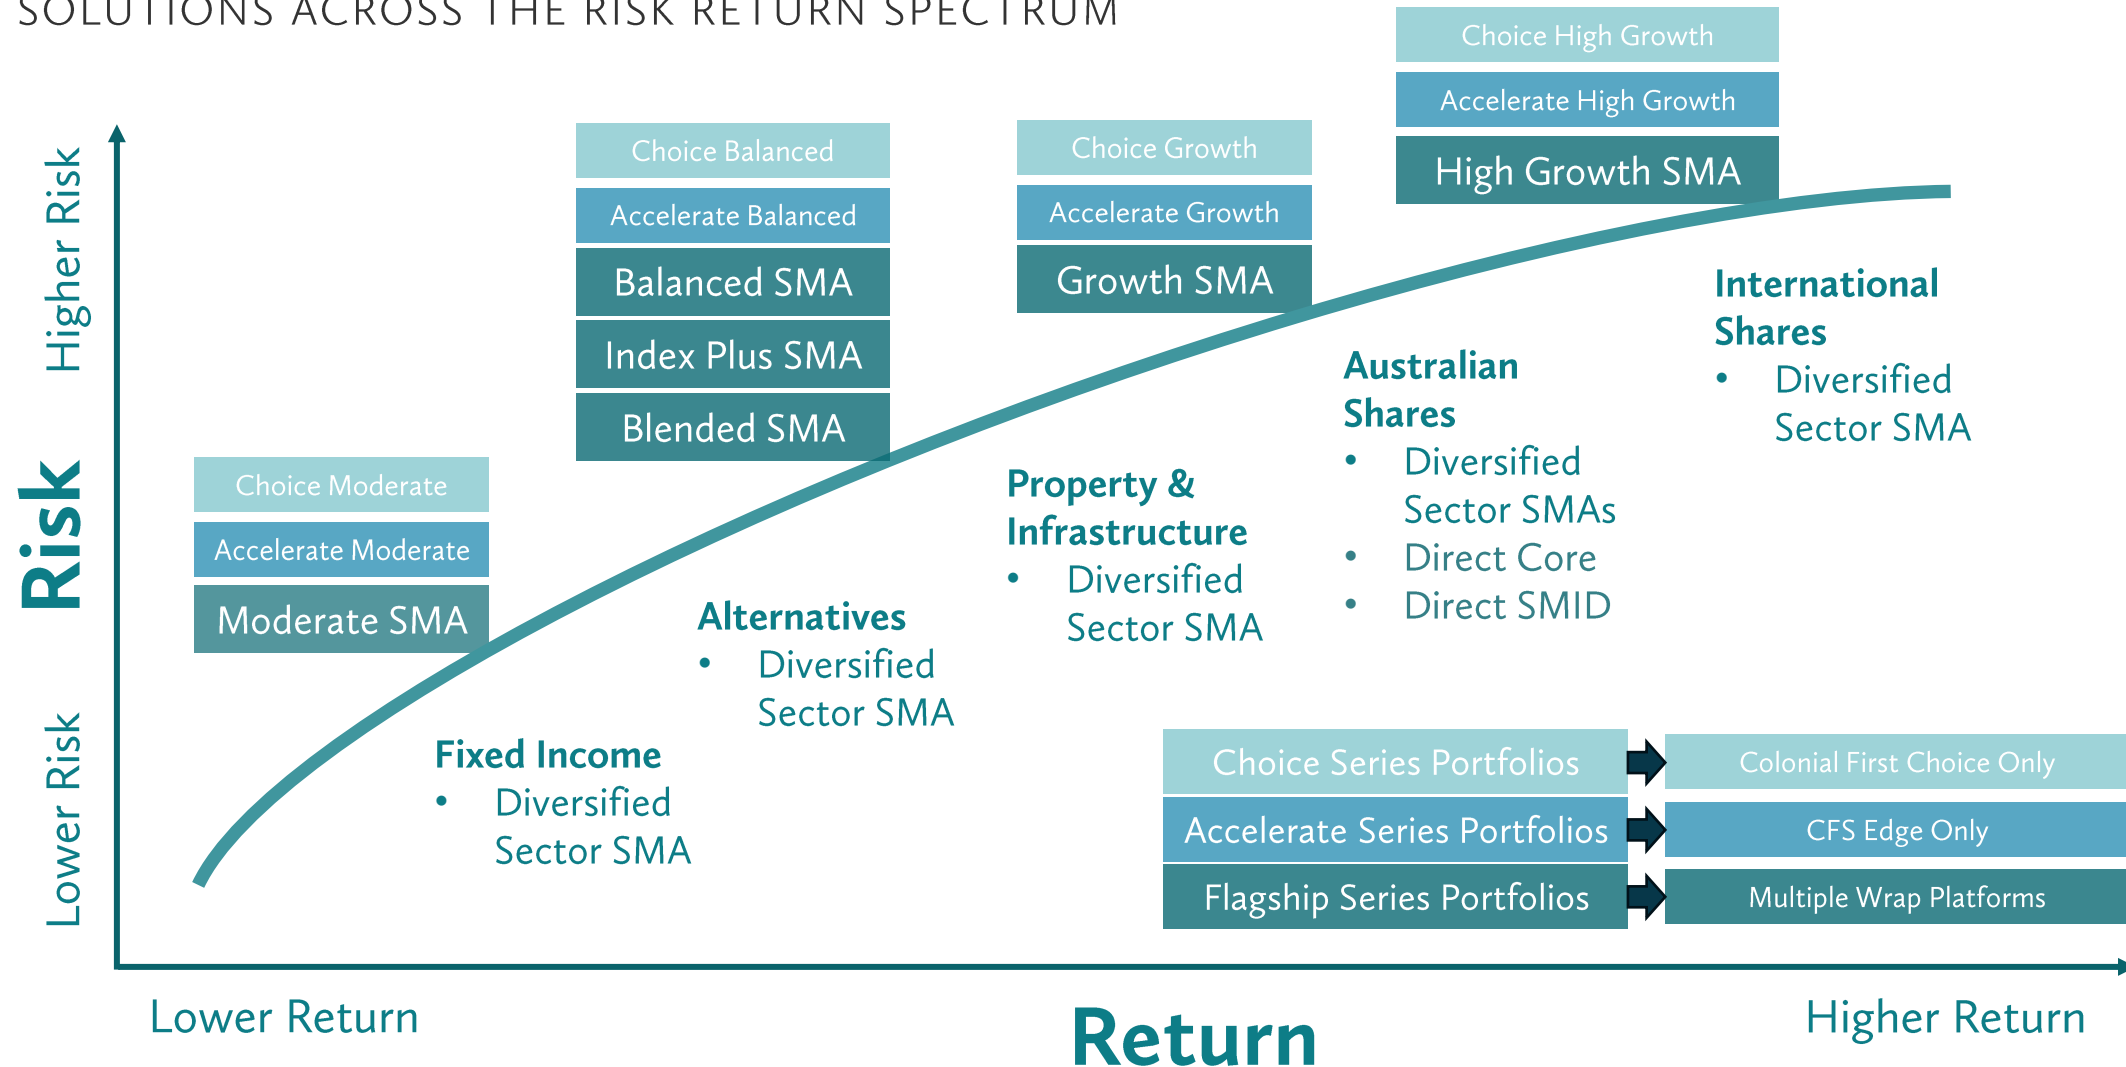 SOLUTIONS ACROSS THE RISK RETURN SPECTRUM
Choice High Growth
Accelerate High Growth
High Growth SMA
Choice Balanced
Accelerate Balanced
Balanced SMA
Index Plus SMA
Blended SMA
Choice Growth
Accelerate Growth
Growth SMA
Choice Moderate
Accelerate Moderate
Moderate SMA
Higher Risk
Risk
Lower Risk
International
Shares
• Diversified
Sector SMA
Australian
Shares
• Diversified
Sector SMAs
• Direct Core
• Direct SMID
Property &
Infrastructure
• Diversified
Sector SMA
Alternatives
• Diversified
Sector SMA
Fixed Income
• Diversified
Sector SMA
Choice Series Portfolios
Colonial First Choice Only
Accelerate Series Portfolios
CFS Edge Only
Flagship Series Portfolios
Multiple Wrap Platforms
Lower Return
Return
Higher Return